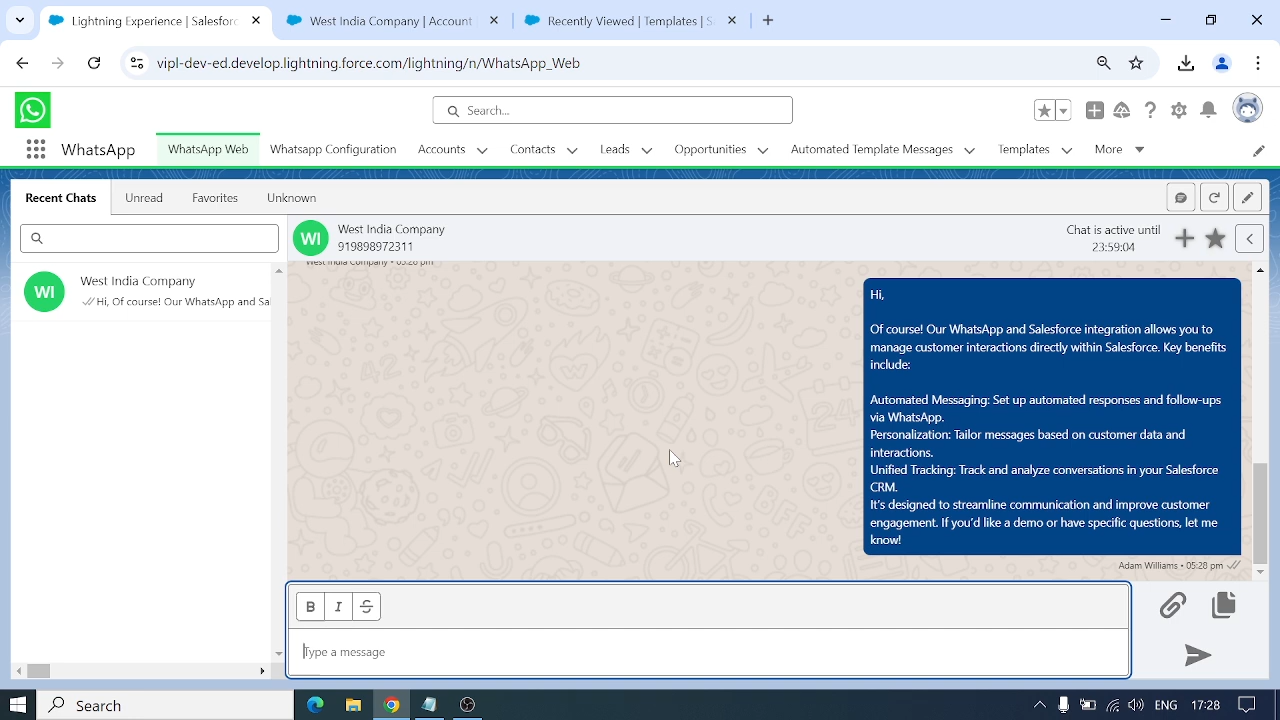 Lightning Experience | Salesforc
West India Company | Account
Recently Viewed | Templates | S
vipl-dev-ed.develop.lightning.force.com/lightning/n/WhatsApp_Web
Search...
WhatsApp
WhatsApp Web
Whatsapp Configuration
Accounts
Contacts
Leads
Opportunities
Automated Template Messages
Templates
More
Recent Chats
Unread
Favorites
Unknown
WI
West India Company
919898972311
Chat is active until
23:59:04
WI
West India Company
Hi, Of course! Our WhatsApp and Sa
West India Company • 05:26 pm
Hi,
Of course! Our WhatsApp and Salesforce integration allows you to
manage customer interactions directly within Salesforce. Key benefits
include:
Automated Messaging: Set up automated responses and follow-ups
via WhatsApp.
Personalization: Tailor messages based on customer data and
interactions.
Unified Tracking: Track and analyze conversations in your Salesforce
CRM.
It's designed to streamline communication and improve customer
engagement. If you'd like a demo or have specific questions, let me
know!
Adam Williams • 05:28 pm
B I S
Type a message
Search
ENG
17:28